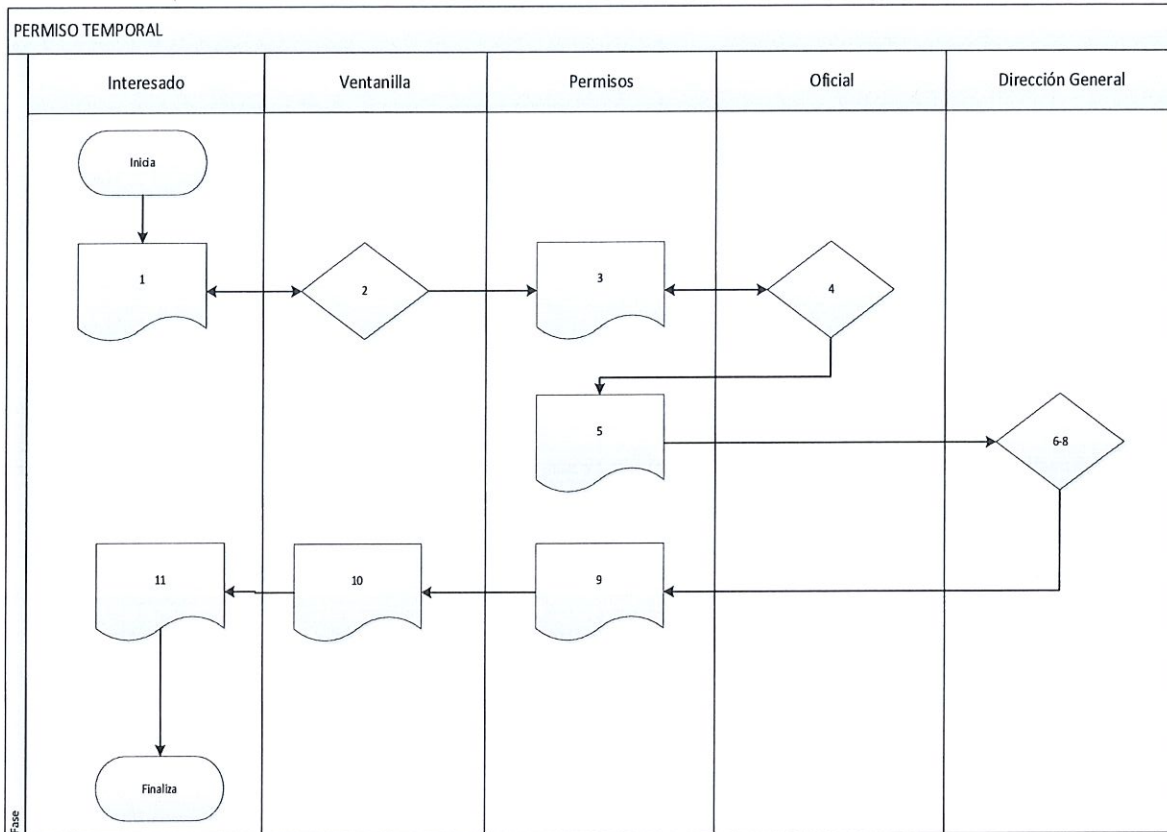 PERMISO TEMPORAL
Interesado
Ventanilla
Permisos
Oficial
Dirección General
Inicia
1
2
3
4
5
6-8
11
10
9
Finaliza
Fase